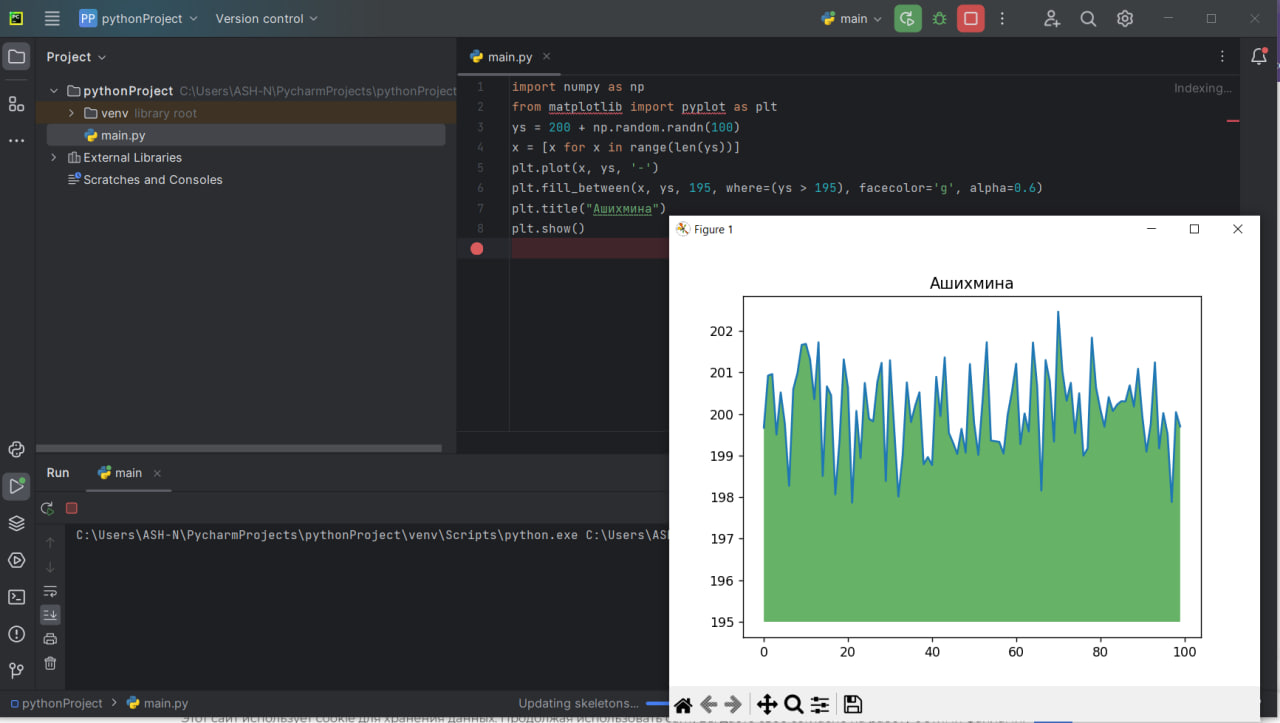 PP pythonProject Version control main
Project
main.py
pythonProject C:\Users\ASH-N\PycharmProjects\pythonProject
venv library root
main.py
External Libraries
Scratches and Consoles
Indexing...
1 import numpy as np
2 from matplotlib import pyplot as plt
3 ys = 200 + np.random.randn(100)
4 x = [x for x in range(len(ys))]
5 plt.plot(x, ys, '-')
6 plt.fill_between(x, ys, 195, where=(ys > 195), facecolor='g', alpha=0.6)
7 plt.title("Ашихмина")
8 plt.show()
Figure 1
Ашихмина
202
201
200
199
198
197
196
195
0 20 40 60 80 100
Run main
C:\Users\ASH-N\PycharmProjects\pythonProject\venv\Scripts\python.exe C:\Users\ASH
pythonProject main.py
Updating skeletons...
Этот сайт использует cookie для хранения данных. Продолжая использовать